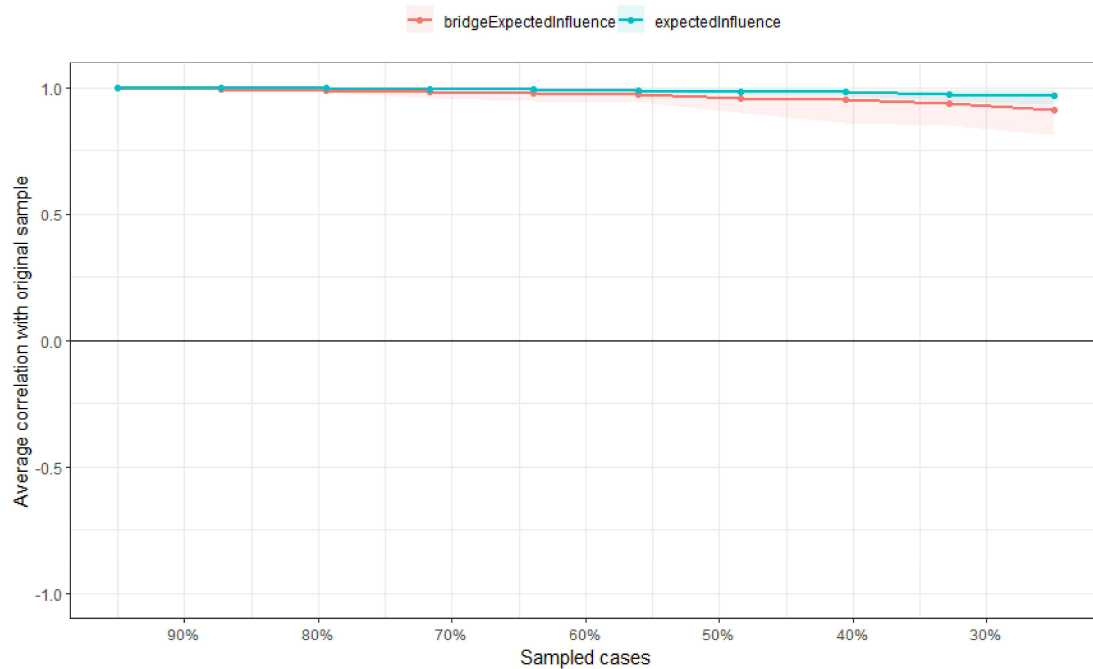 bridgeExpectedInfluence expectedInfluence
Average correlation with original sample
1.0
0.5
0.0
-0.5
-1.0
90% 80% 70% 60% 50% 40% 30%
Sampled cases